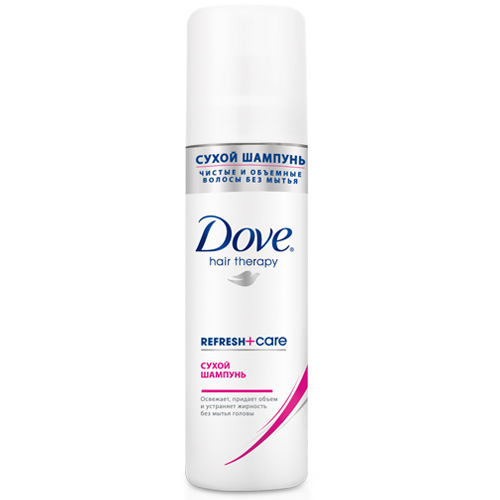 СУХОЙ ШАМПУНЬ
ЧИСТЫЕ И ОБЪЕМНЫЕ
ВОЛОСЫ БЕЗ МЫТЬЯ
Dove®
hair therapy
REFRESH+care
СУХОЙ
ШАМПУНЬ
Освежает, придает объем
и устраняет жирность
без мытья головы